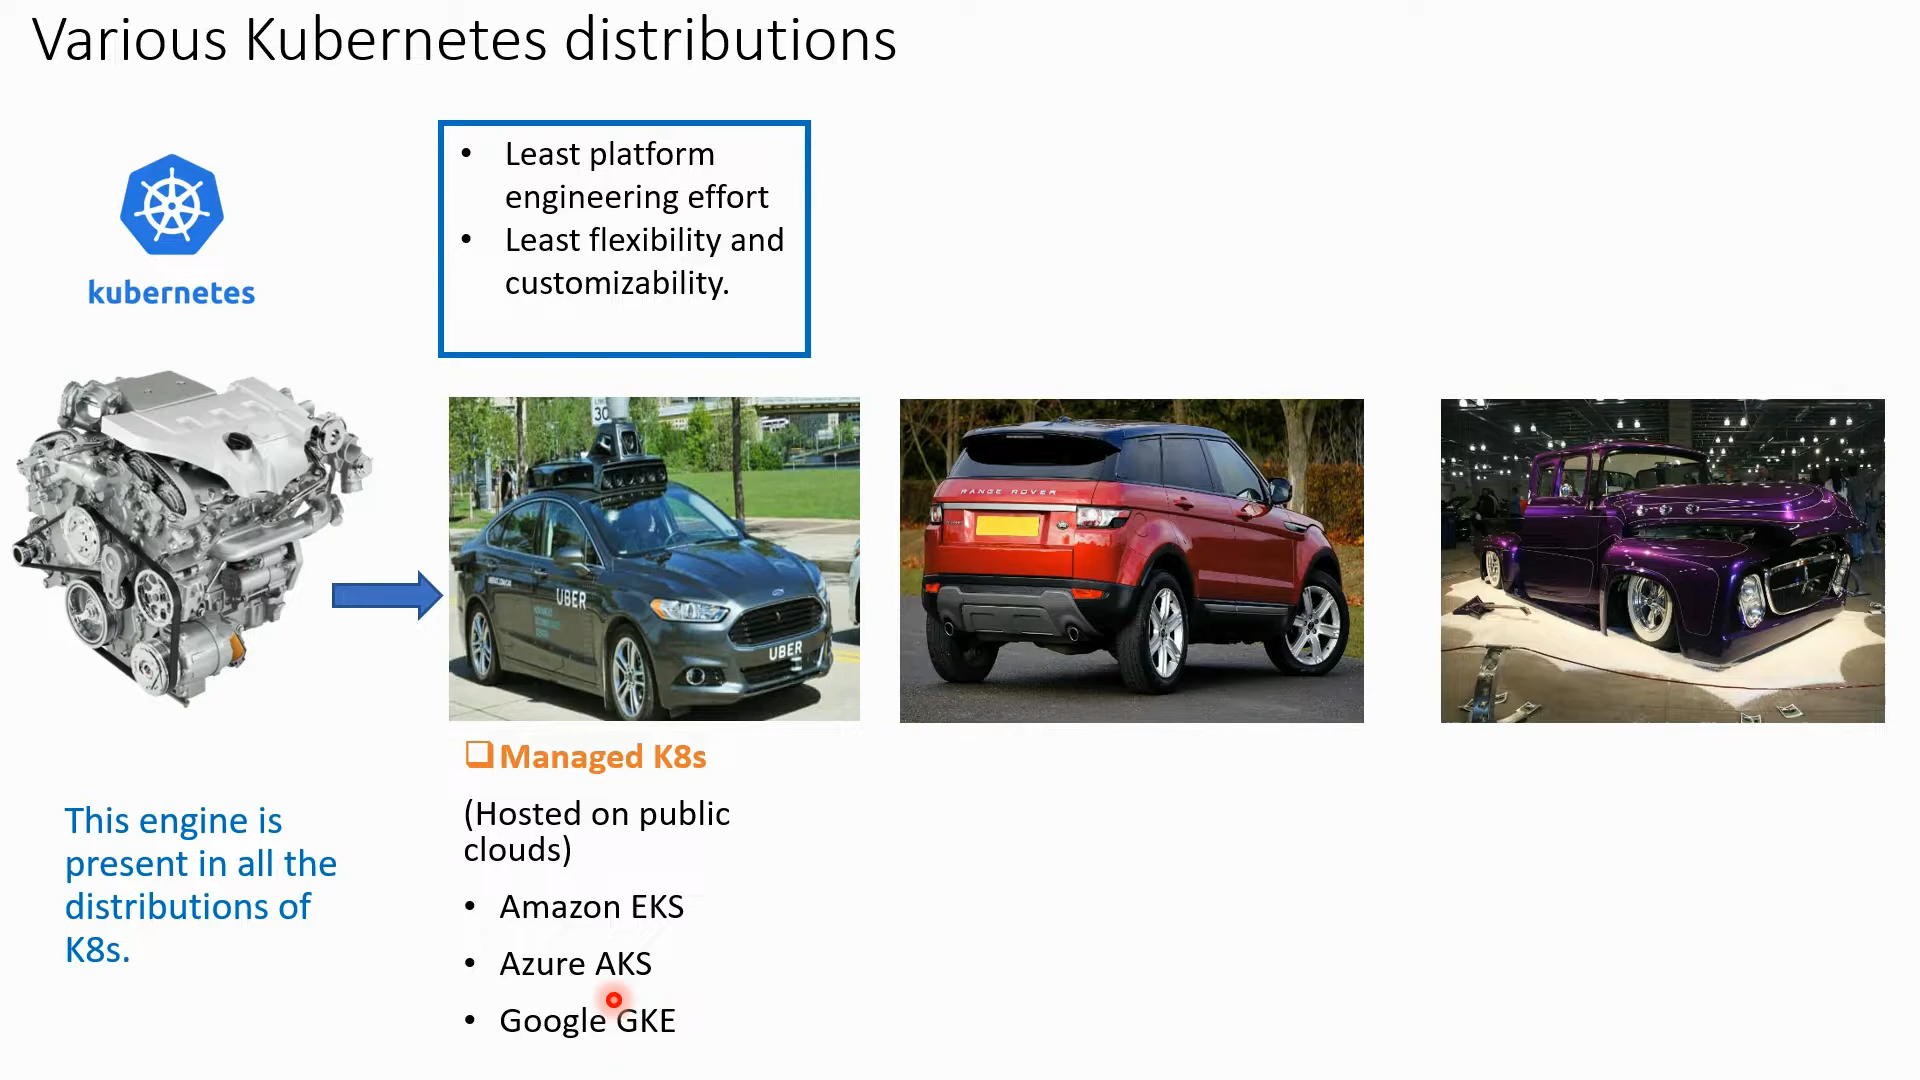 Various Kubernetes distributions
• Least platform
engineering effort
• Least flexibility and
customizability.
kubernetes
30
UBER
UBER
RANGE ROVER
❑ Managed K8s
(Hosted on public
clouds)
• Amazon EKS
• Azure AKS
• Google GKE
This engine is
present in all the
distributions of
K8s.